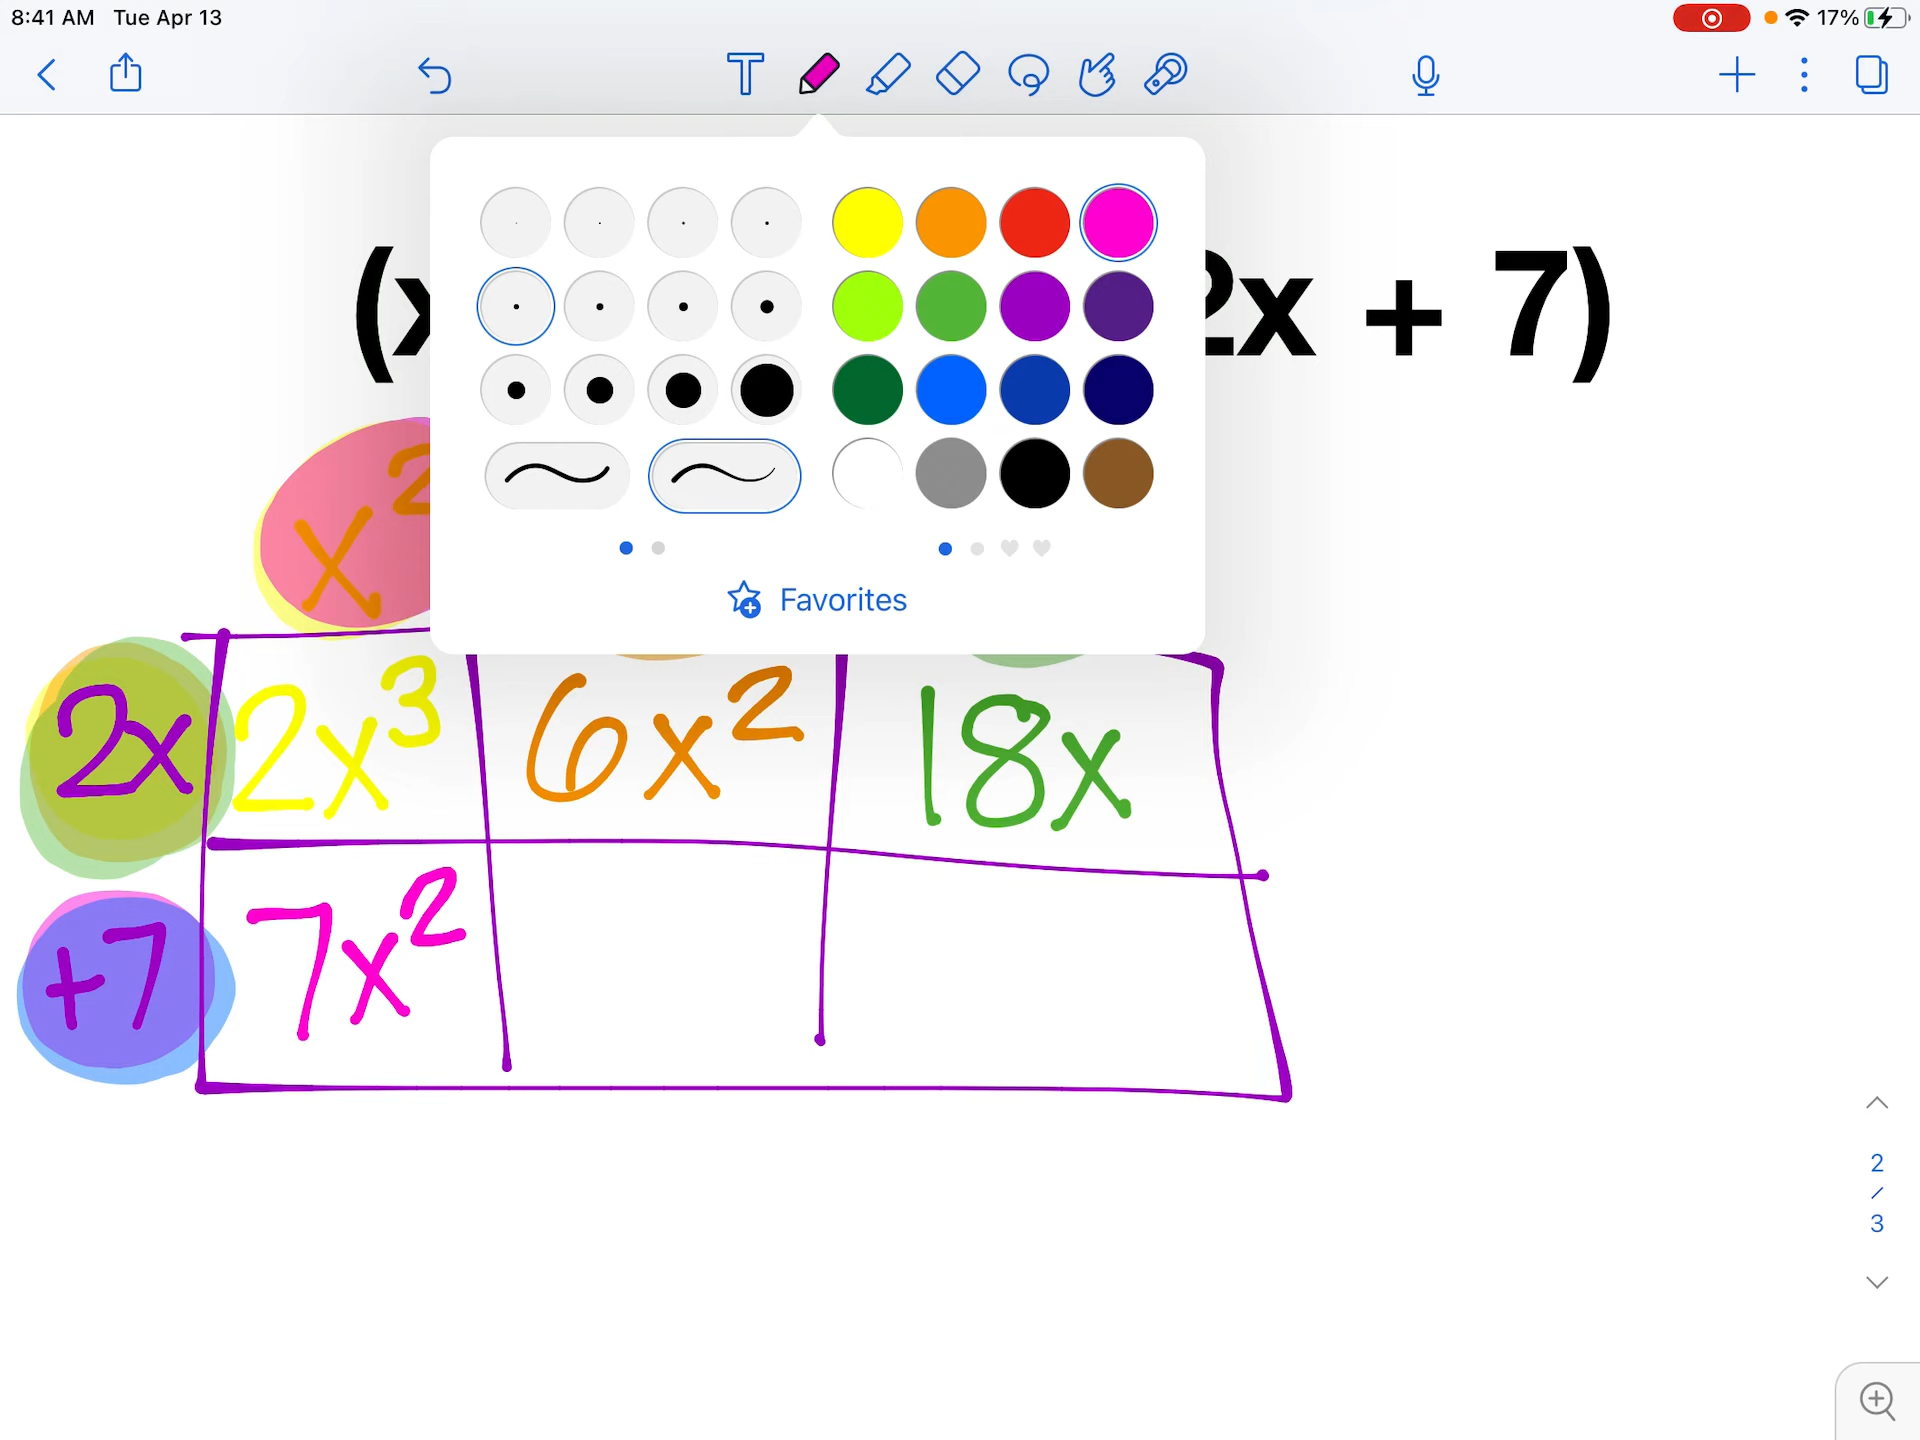 8:41 AM Tue Apr 13 17%
T
(x 2x + 7)
x²
Favorites
2x 2x³ 6x² 18x
+7 7x²
2
/
3